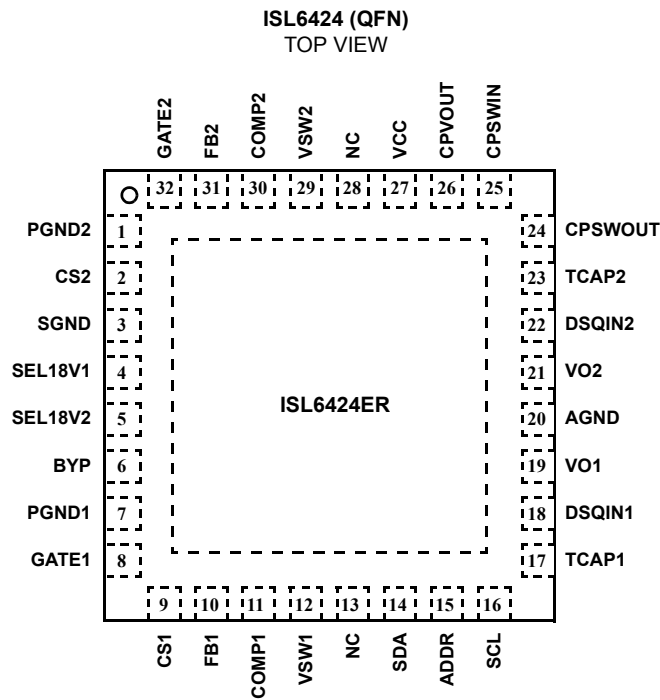 ISL6424 (QFN)
TOP VIEW
GATE2
FB2
COMP2
VSW2
NC
VCC
CPVOUT
CPSWIN
32 31 30 29 28 27 26 25
PGND2 1
CS2 2
SGND 3
SEL18V1 4
SEL18V2 5
BYP 6
PGND1 7
GATE1 8
ISL6424ER
24 CPSWOUT
23 TCAP2
22 DSQIN2
21 VO2
20 AGND
19 VO1
18 DSQIN1
17 TCAP1
9 10 11 12 13 14 15 16
CS1
FB1
COMP1
VSW1
NC
SDA
ADDR
SCL